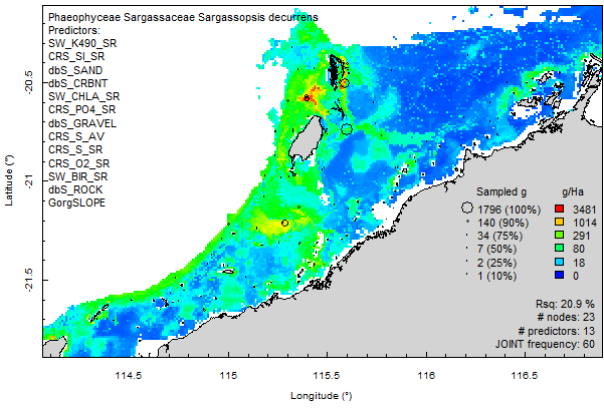 Phaeophyceae Sargassaceae Sargassopsis decurrens
Predictors:
SW_K490_SR
CRS_SI_SR
dbS_SAND
dbS_CRBNT
SW_CHLA_SR
CRS_PO4_SR
dbS_GRAVEL
CRS_S_AV
CRS_S_SR
CRS_O2_SR
SW_BIR_SR
dbS_ROCK
GorgSLOPE
-20.5
-21
-21.5
Latitude (°)
Sampled g g/Ha
1796 (100%) 3481
140 (90%) 1014
34 (75%) 291
7 (50%) 80
2 (25%) 18
1 (10%) 0
Rsq: 20.9 %
# nodes: 23
# predictors: 13
JOINT frequency: 60
114.5 115 115.5 116 116.5
Longitude (°)